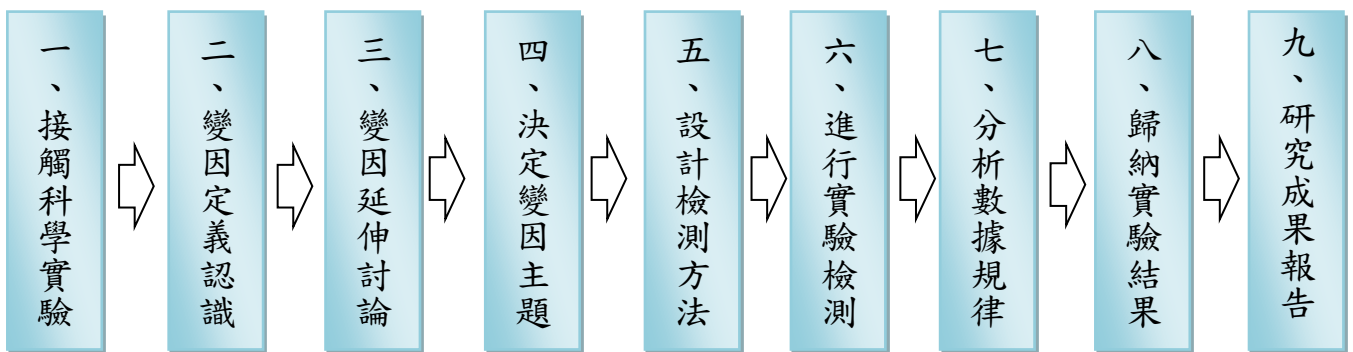 一、接觸科學實驗
二、變因定義認識
三、變因延伸討論
四、決定變因主題
五、設計檢測方法
六、進行實驗檢測
七、分析數據規律
八、歸納實驗結果
九、研究成果報告